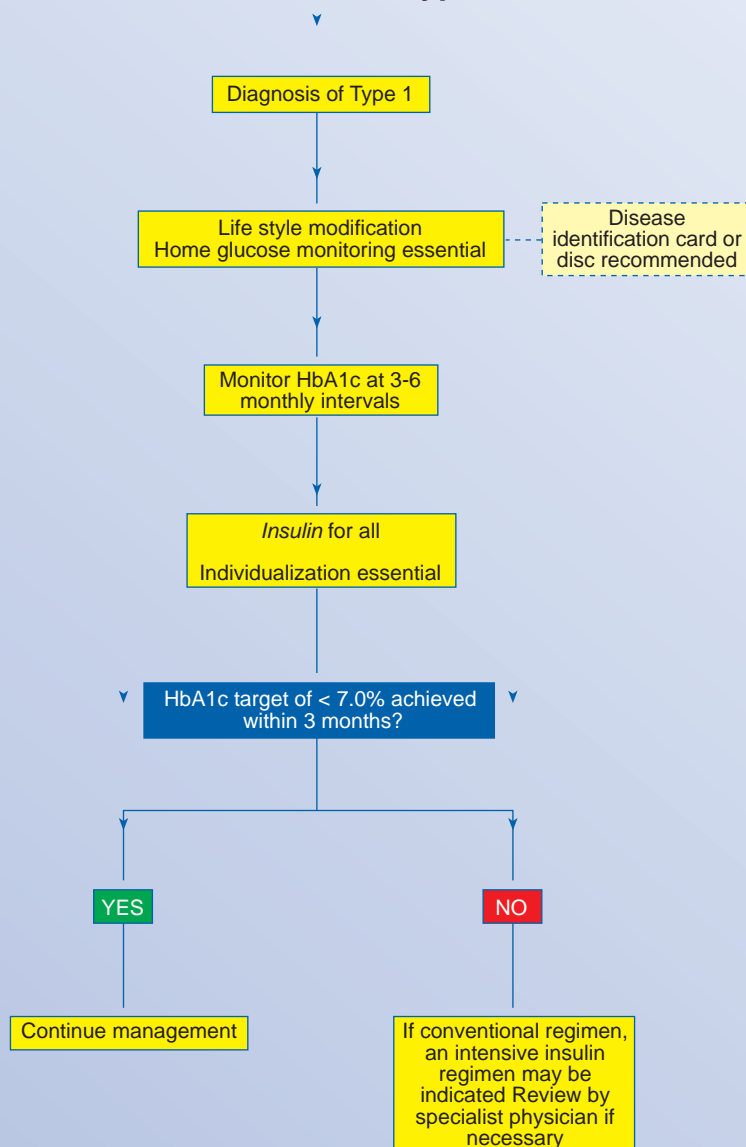 Diagnosis of Type 1
Life style modification
Home glucose monitoring essential
Disease
identification card or
disc recommended
Monitor HbA1c at 3-6
monthly intervals
Insulin for all
Individualization essential
HbA1c target of < 7.0% achieved
within 3 months?
YES
NO
Continue management
If conventional regimen,
an intensive insulin
regimen may be
indicated Review by
specialist physician if
necessary